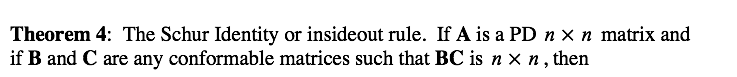 Theorem 4: The Schur Identity or insideout rule. If A is a PD n × n matrix and
if B and C are any conformable matrices such that BC is n × n, then